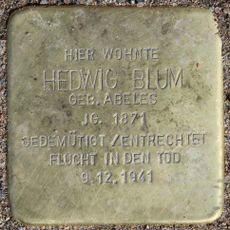 HIER WOHNTE
HEDWIG BLUM
GEB. ABELES
JG. 1871
GEDEMÜTIGT / ENTRECHTET
FLUCHT IN DEN TOD
9.12.1941